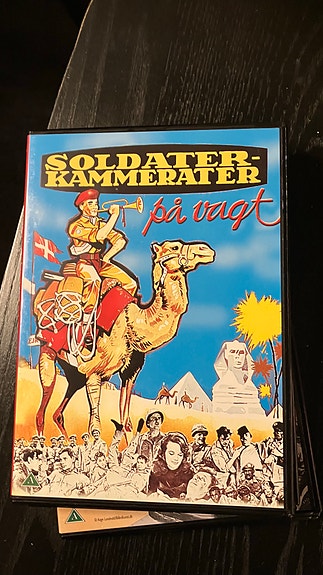 SOLDATER-
KAMMERATER
på vagt